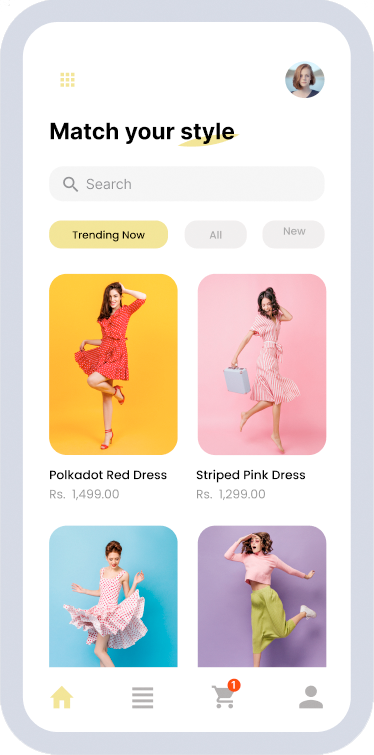 Match your style
Search
Trending Now
All
New
Polkadot Red Dress
Striped Pink Dress
Rs. 1,499.00
Rs. 1,299.00
1